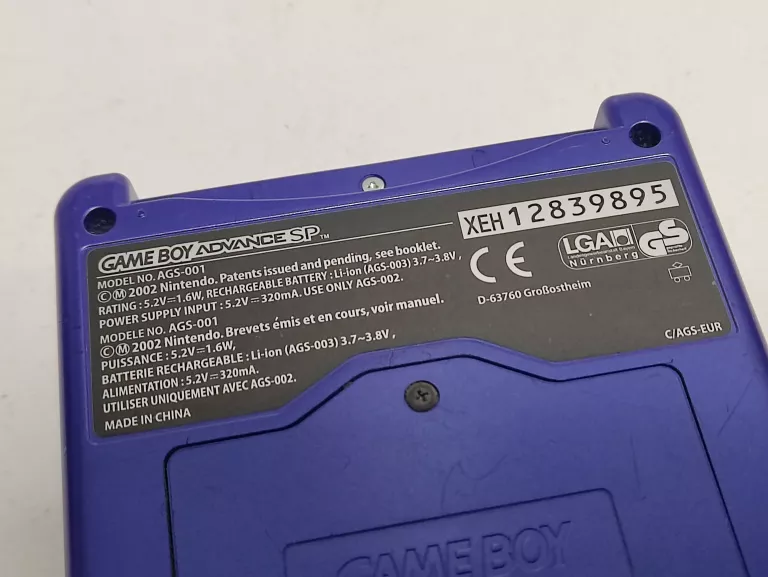 GAME BOY ADVANCE SP™
MODEL NO. AGS-001
©Ⓜ 2002 Nintendo. Patents issued and pending, see booklet.
RATING : 5.2V⎓1.6W, RECHARGEABLE BATTERY : Li-ion (AGS-003) 3.7~3.8V ,
POWER SUPPLY INPUT : 5.2V⎓320mA. USE ONLY AGS-002.
MODELE NO. AGS-001
©Ⓜ 2002 Nintendo. Brevets émis et en cours, voir manuel.
PUISSANCE : 5.2V⎓1.6W,
BATTERIE RECHARGEABLE : Li-ion (AGS-003) 3.7~3.8V ,
ALIMENTATION : 5.2V⎓320mA.
UTILISER UNIQUEMENT AVEC AGS-002.
MADE IN CHINA
XEH12839895
CE
LGA
Nürnberg
GS
D-63760 Großostheim
C/AGS-EUR
GAME BOY